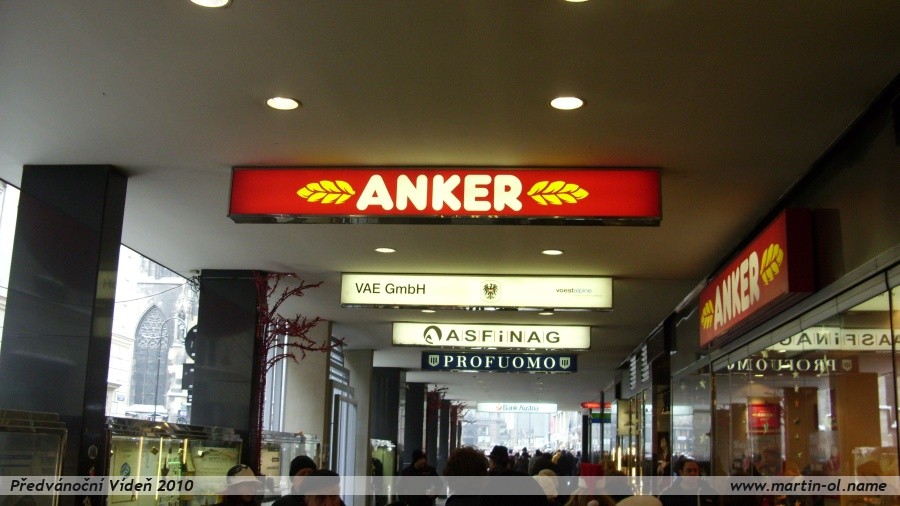 ANKER
VAE GmbH
voestalpine
ANKER
ASFiNAG
PROFUOMO
Bank Austria
Předvánoční Vídeň 2010
www.martin-ol.name